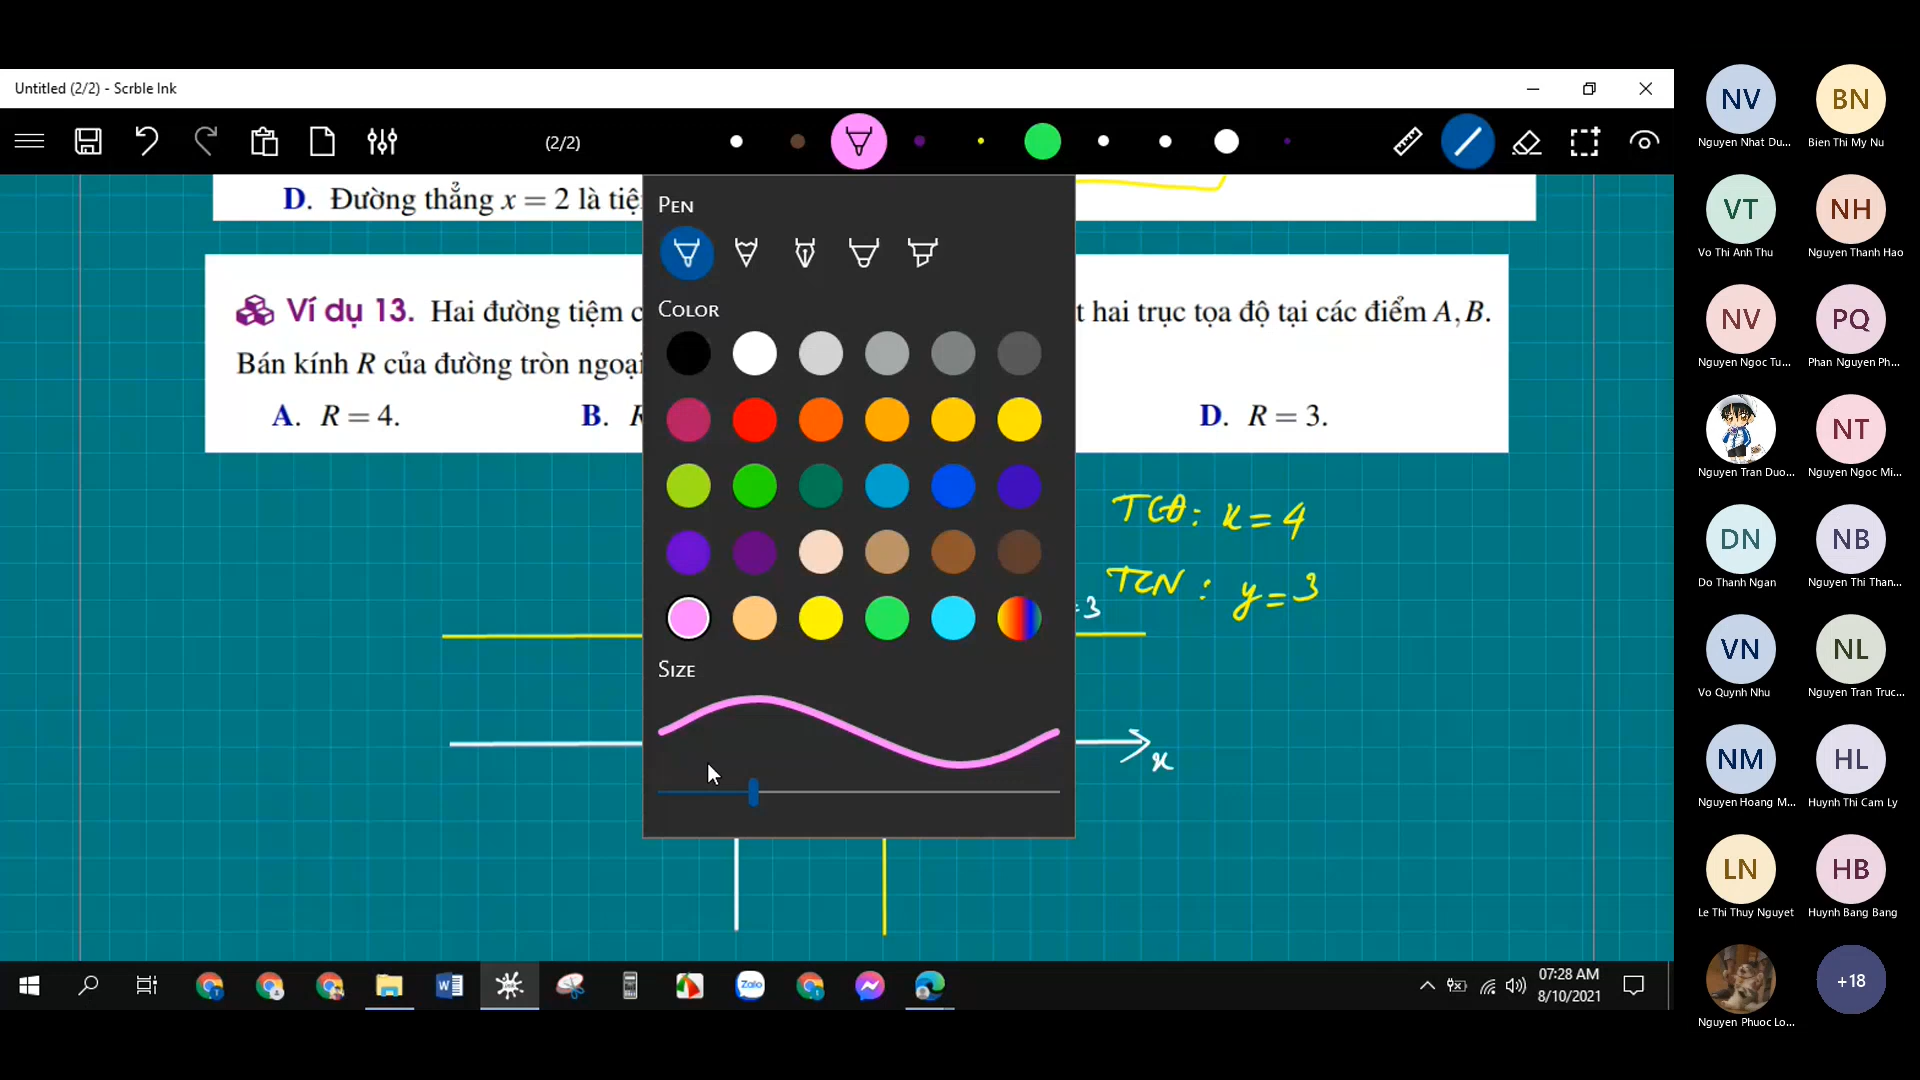 Untitled (2/2) - Scrble Ink
(2/2)
D. Đường thẳng x = 2 là tiệ
PEN
COLOR
SIZE
Ví dụ 13. Hai đường tiệm c
t hai trục tọa độ tại các điểm A, B.
Bán kính R của đường tròn ngoại
A. R = 4.
B. R
D. R = 3.
TCĐ: x = 4
TCN : y = 3
= 3
x
NV
Nguyen Nhat Du...
BN
Bien Thi My Nu
VT
Vo Thi Anh Thu
NH
Nguyen Thanh Hao
NV
Nguyen Ngoc Tu...
PQ
Phan Nguyen Ph...
Nguyen Tran Duo...
NT
Nguyen Ngoc Mi...
DN
Do Thanh Ngan
NB
Nguyen Thi Than...
VN
Vo Quynh Nhu
NL
Nguyen Tran Truc...
NM
Nguyen Hoang M...
HL
Huynh Thi Cam Ly
LN
Le Thi Thuy Nguyet
HB
Huynh Bang Bang
Nguyen Phuoc Lo...
+18
Zalo
07:28 AM
8/10/2021